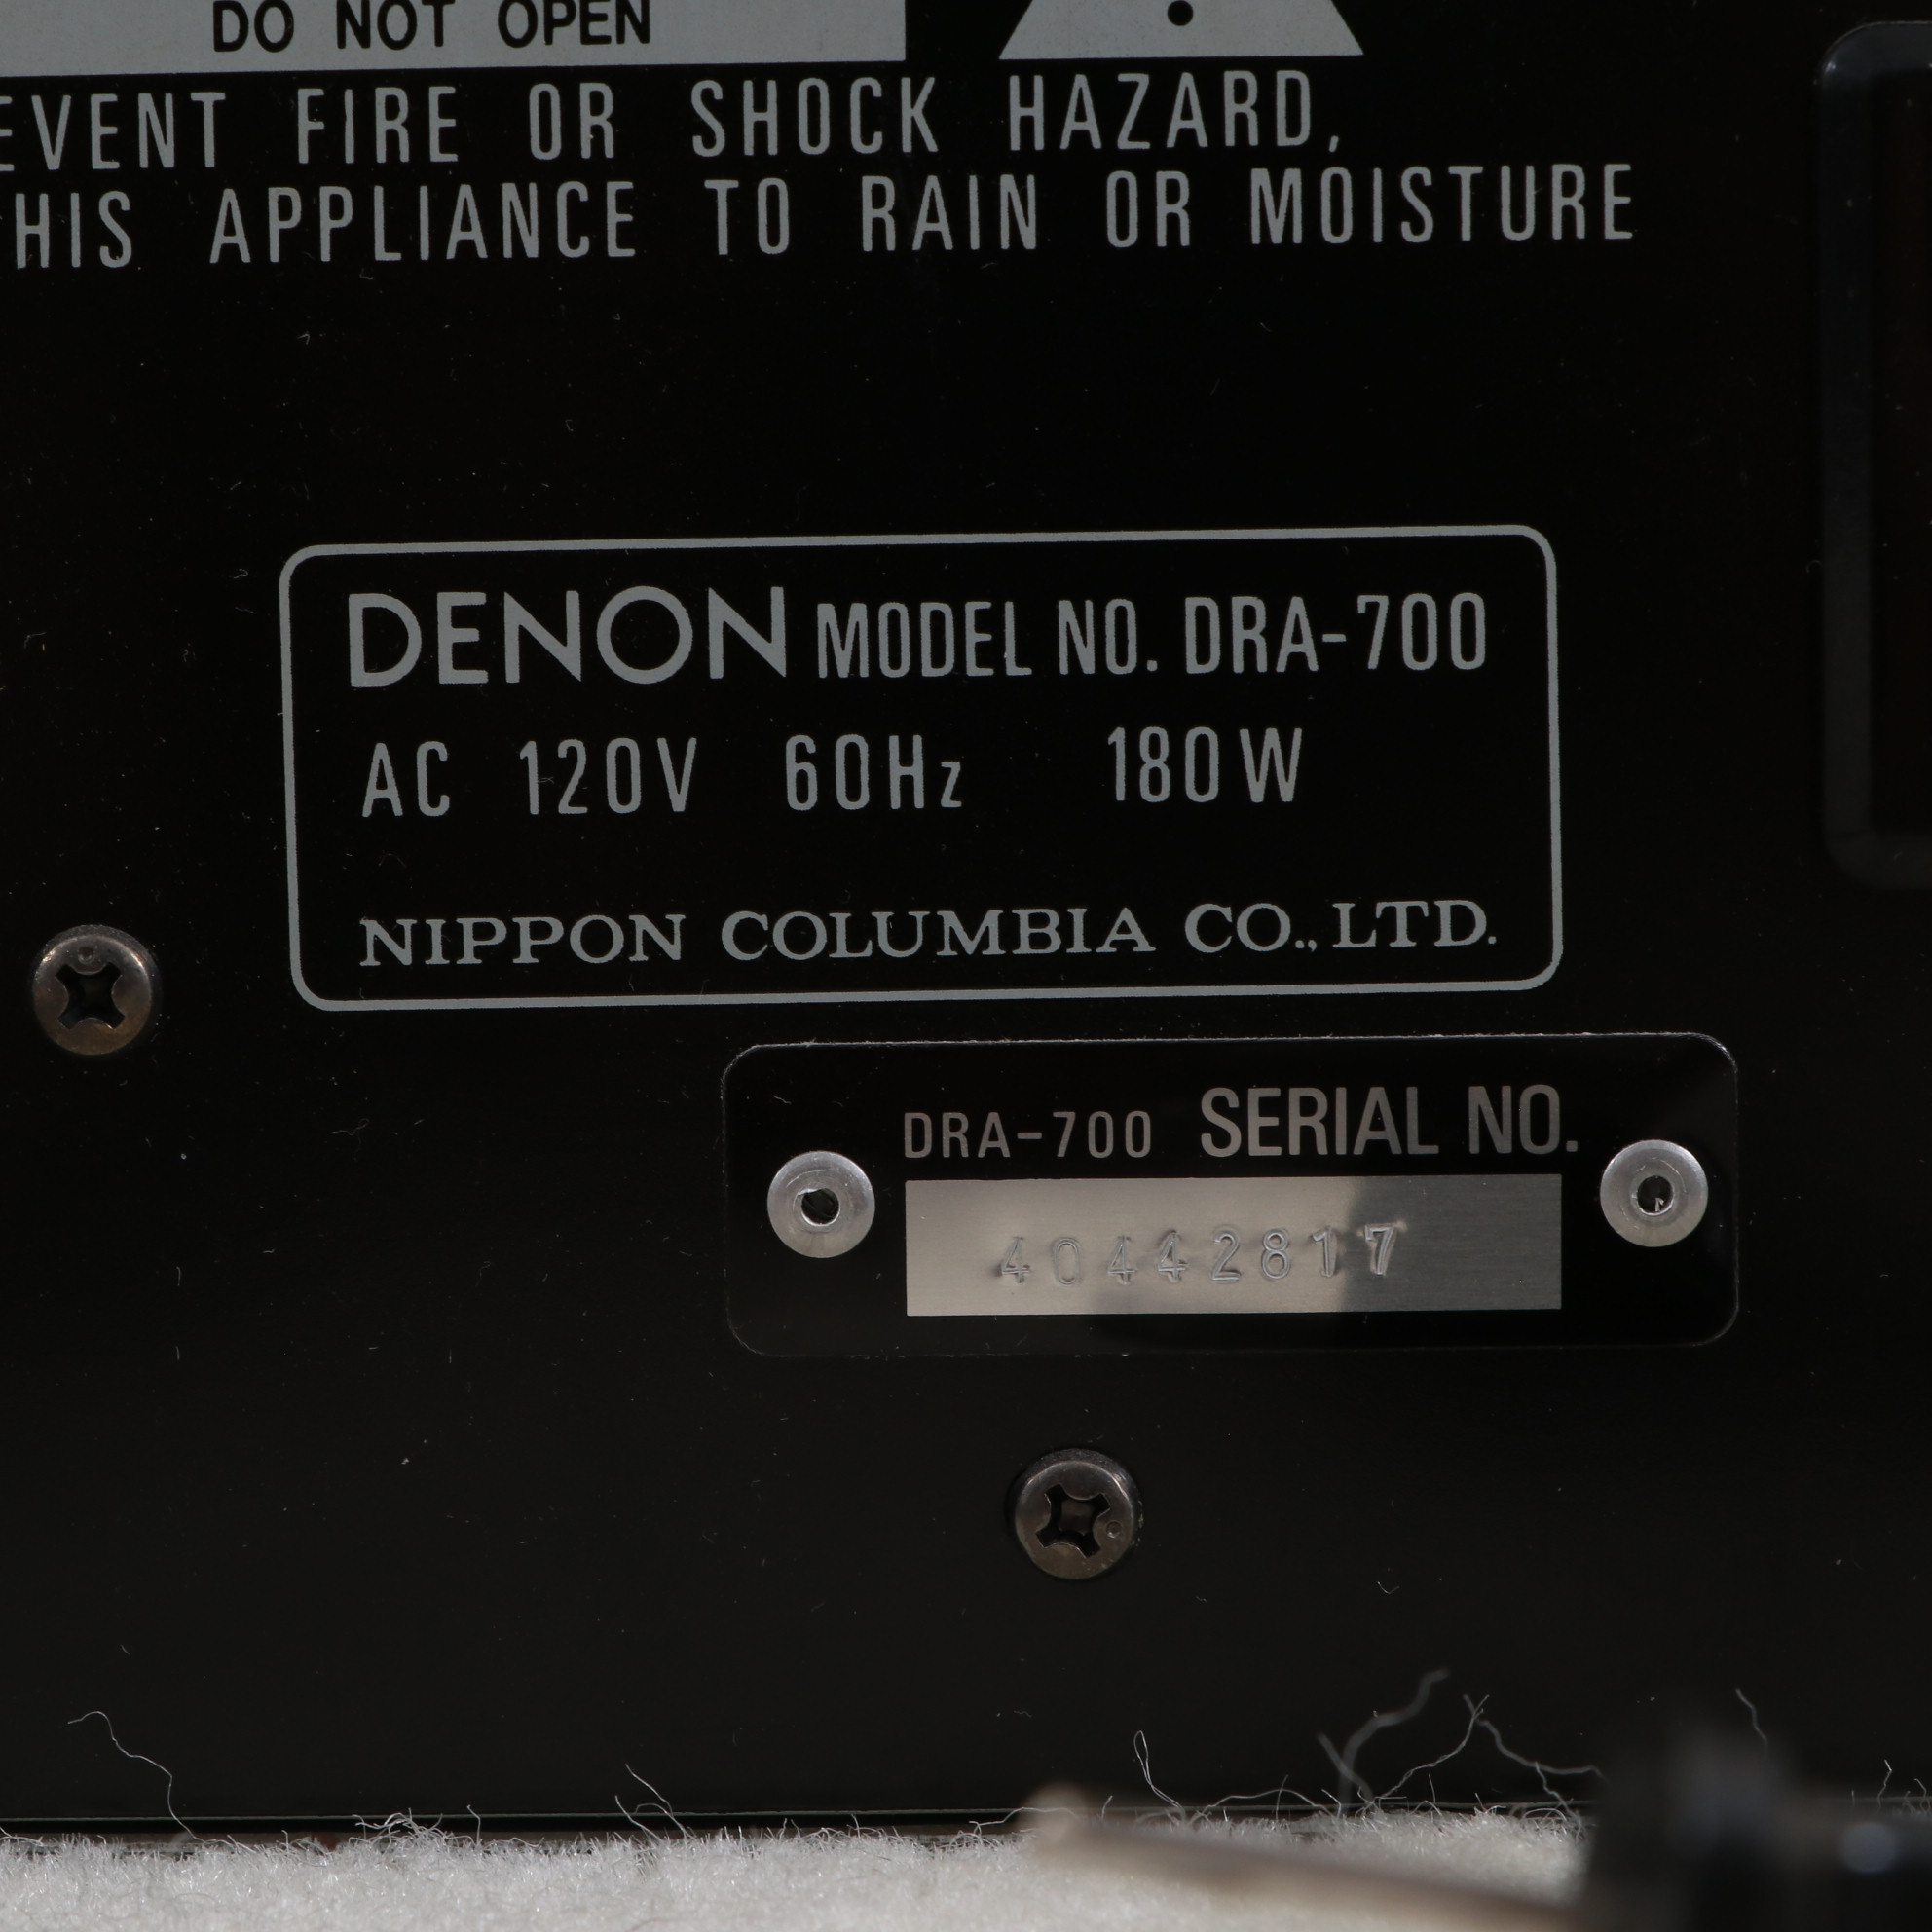 DO NOT OPEN
EVENT FIRE OR SHOCK HAZARD,
HIS APPLIANCE TO RAIN OR MOISTURE
DENON MODEL NO. DRA-700
AC 120V 60Hz 180W
NIPPON COLUMBIA CO., LTD.
DRA-700 SERIAL NO.
40442817